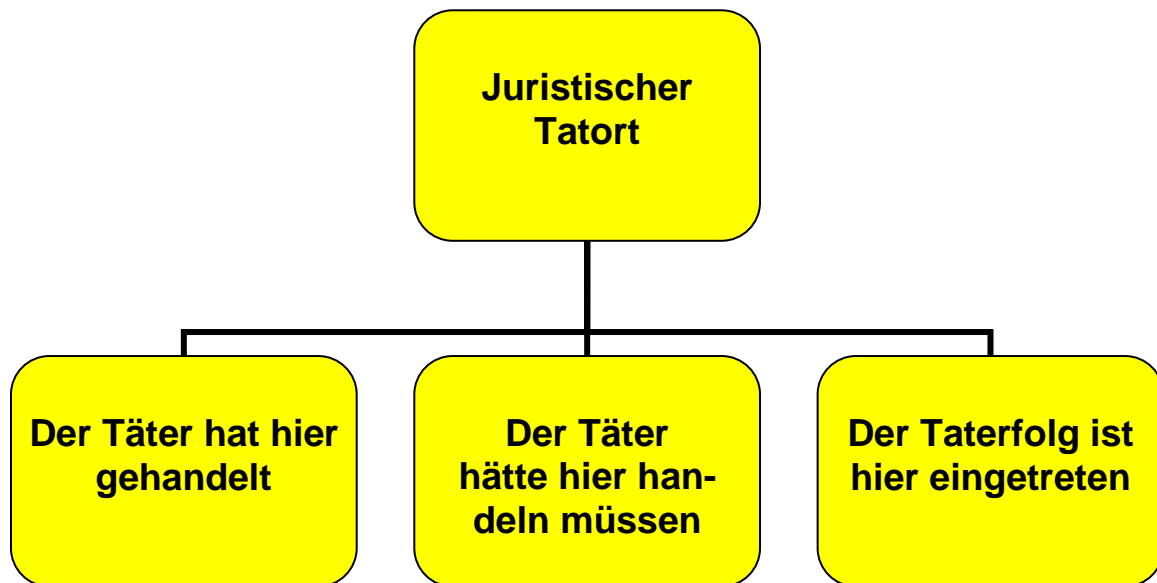 Juristischer
Tatort
Der Täter hat hier
gehandelt
Der Täter
hätte hier han-
deln müssen
Der Taterfolg ist
hier eingetreten